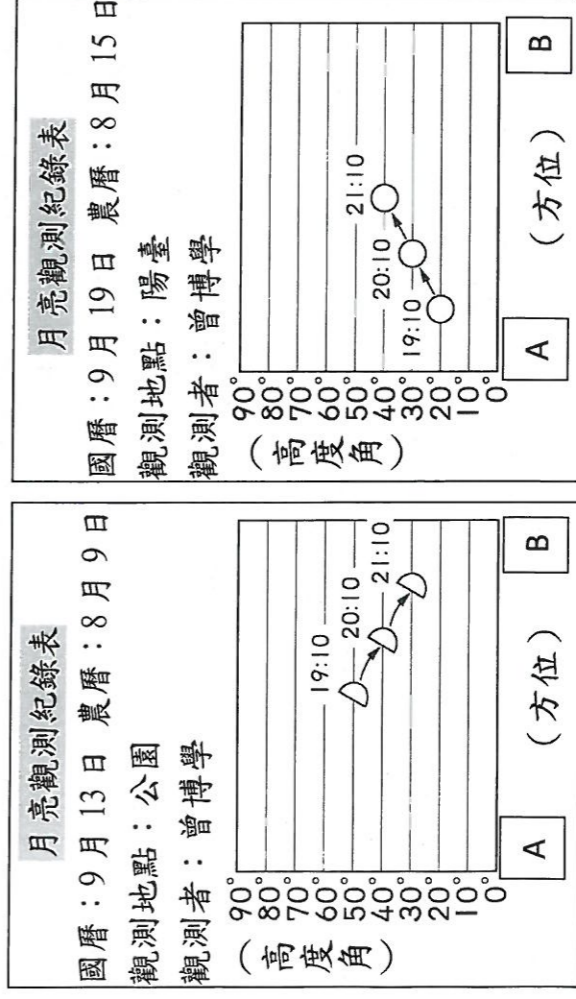 月亮觀測紀錄表
國曆：9月13日 農曆：8月9日
觀測地點：公園
觀測者：曾博學
(高度角)
90°
80°
70°
60°
50°
40°
30°
20°
10°
0
19:10
20:10
21:10
A
(方位)
B
月亮觀測紀錄表
國曆：9月19日 農曆：8月15日
觀測地點：陽臺
觀測者：曾博學
(高度角)
90°
80°
70°
60°
50°
40°
30°
20°
10°
0
19:10
20:10
21:10
A
(方位)
B